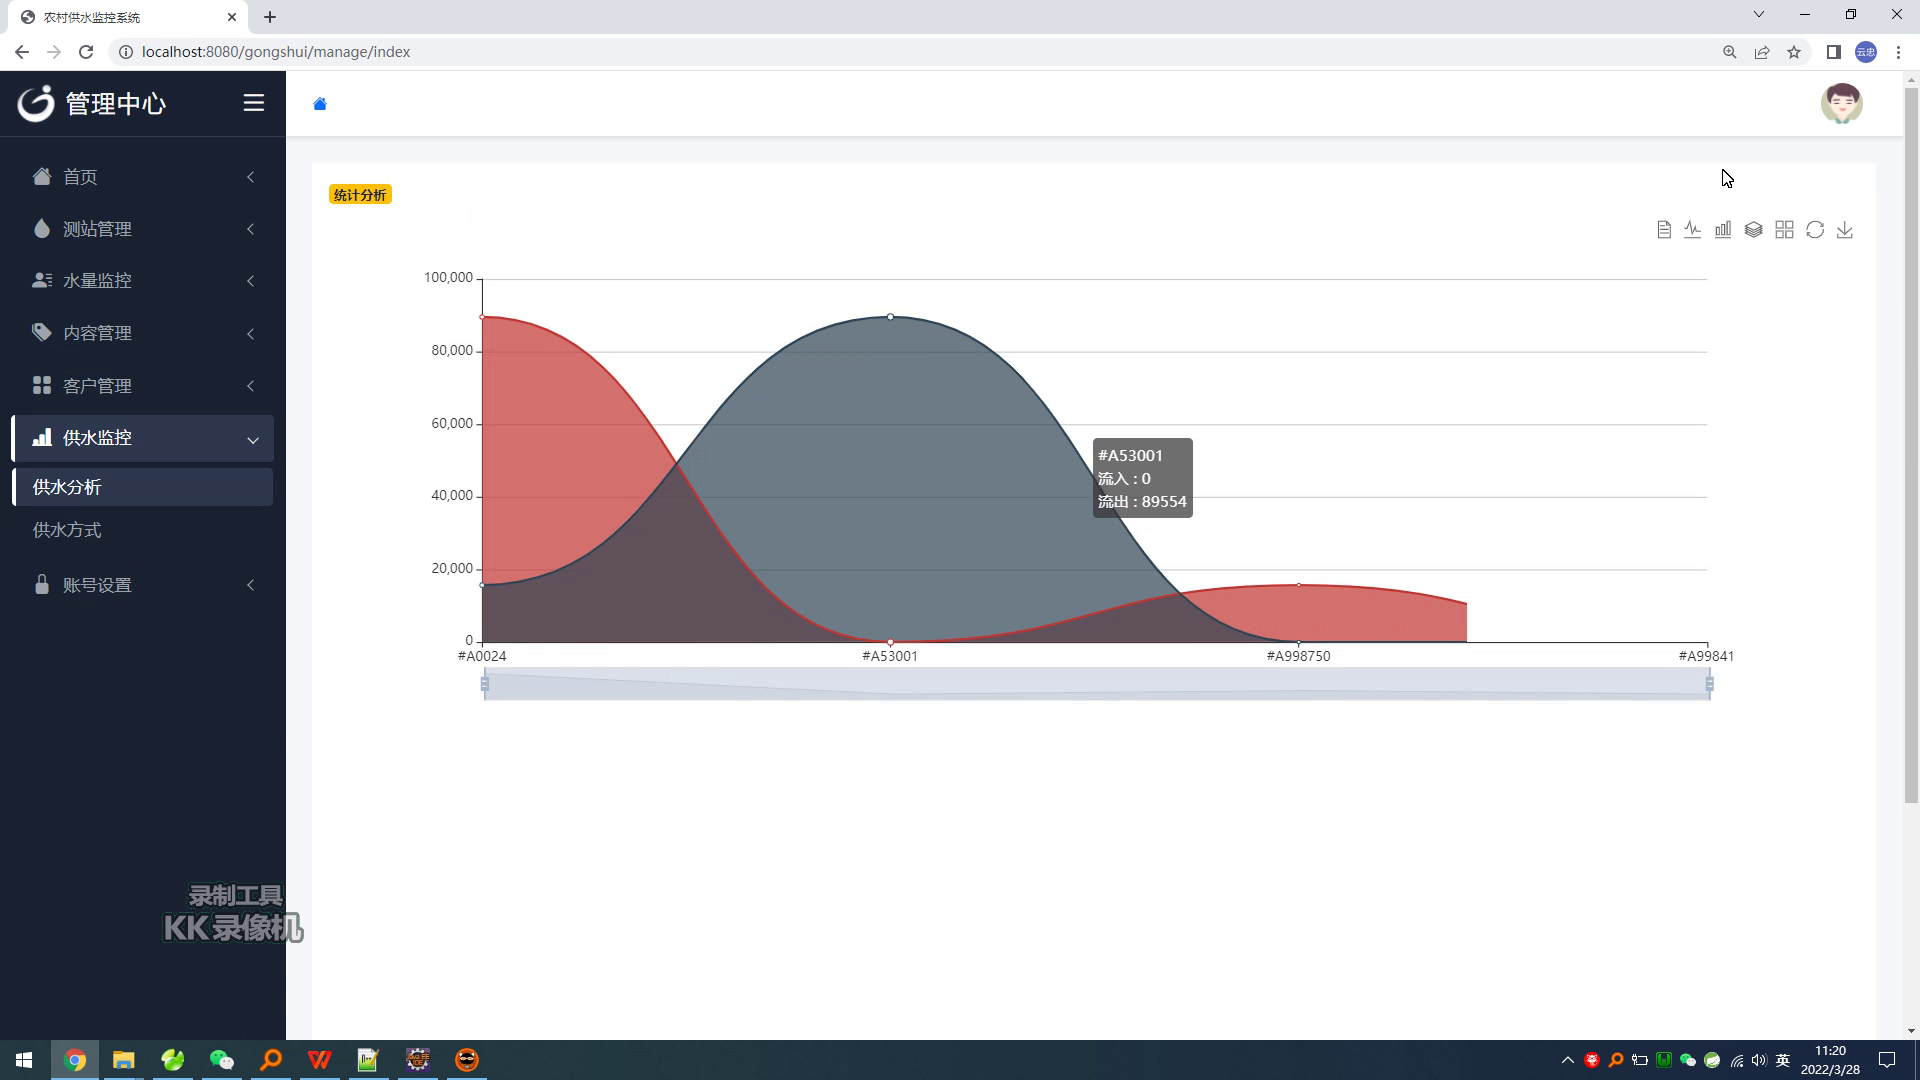 农村供水监控系统
localhost:8080/gongshui/manage/index
云忠
管理中心
首页
测站管理
水量监控
内容管理
客户管理
供水监控
供水分析
供水方式
账号设置
统计分析
100,000
80,000
60,000
40,000
20,000
0
#A0024
#A53001
#A998750
#A99841
#A53001
流入 : 0
流出 : 89554
录制工具
KK录像机
英
11:20
2022/3/28